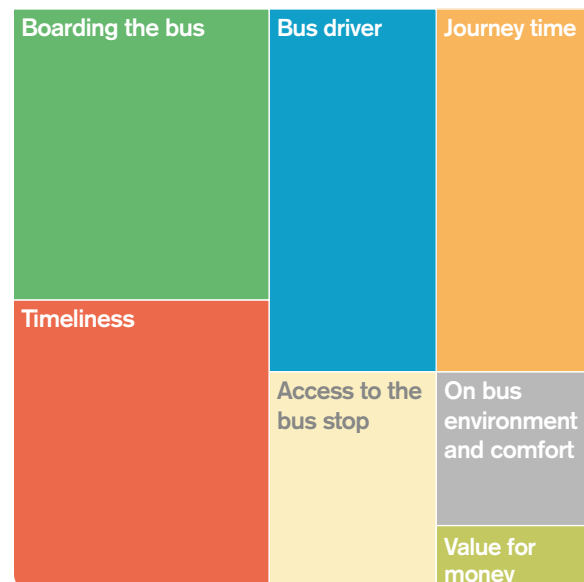 Boarding the bus
Bus driver
Journey time
Timeliness
Access to the
bus stop
On bus
environment
and comfort
Value for
money